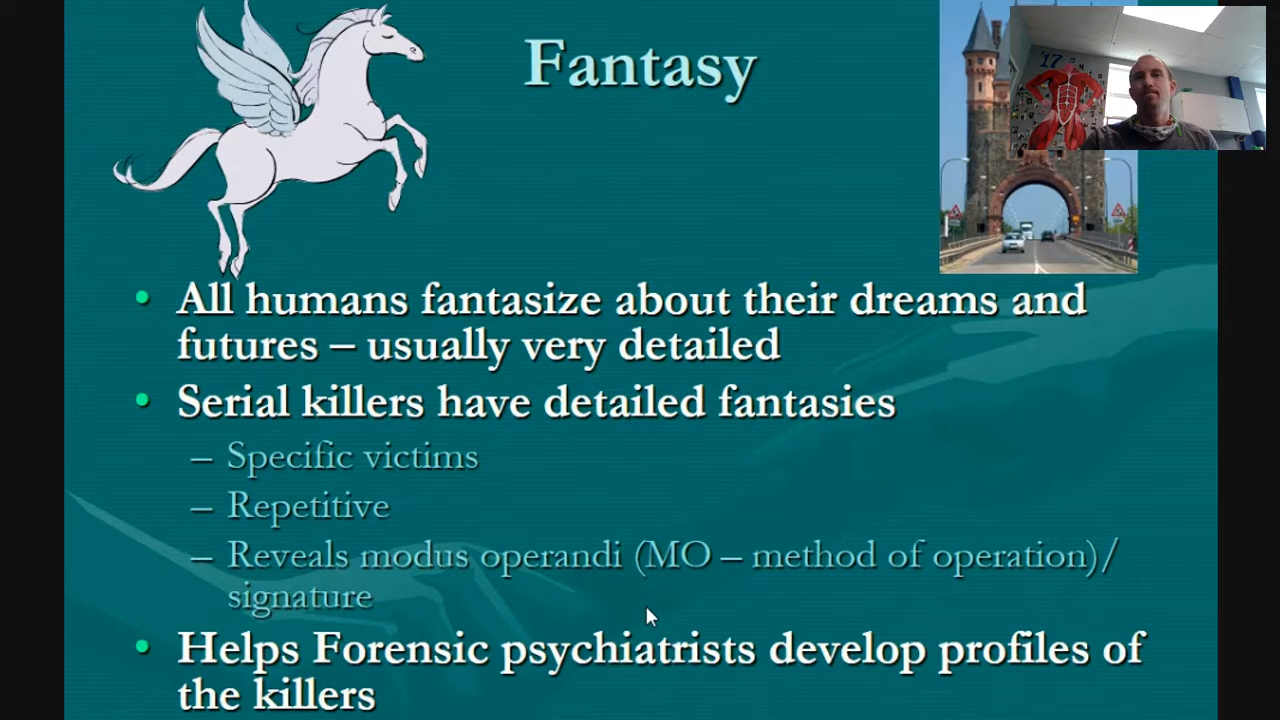 Fantasy
'17
• All humans fantasize about their dreams and
futures – usually very detailed
• Serial killers have detailed fantasies
– Specific victims
– Repetitive
– Reveals modus operandi (MO – method of operation)/
signature
• Helps Forensic psychiatrists develop profiles of
the killers